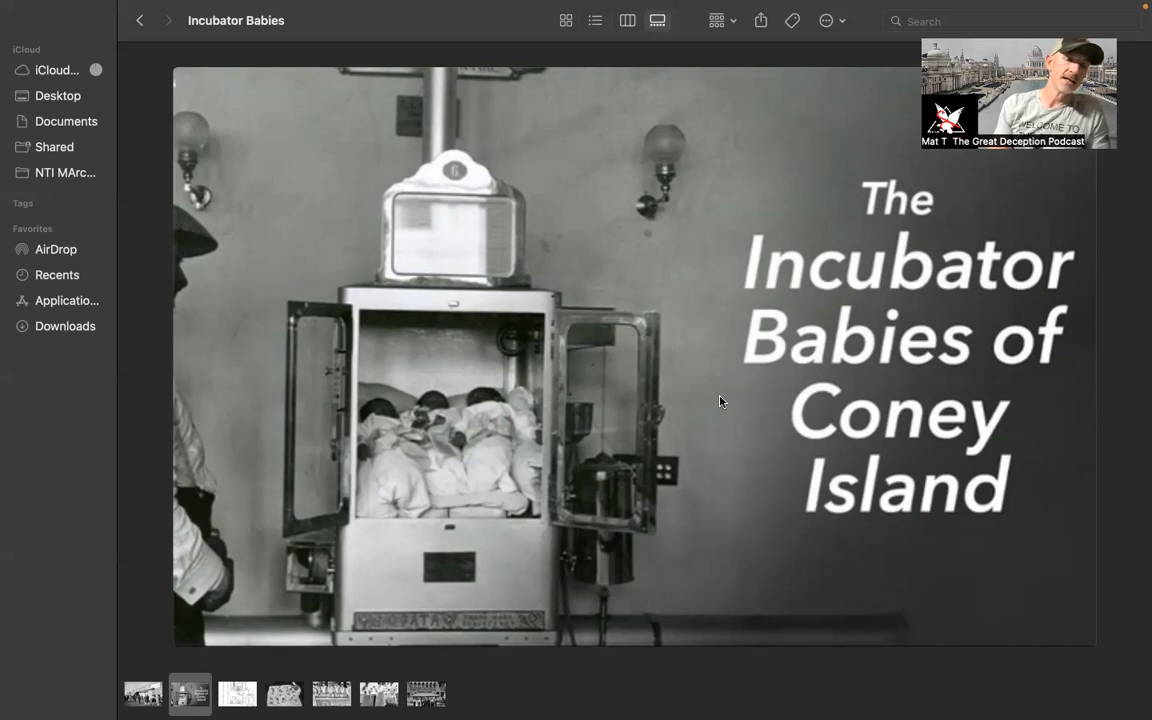 Incubator Babies
Search
iCloud
iCloud...
Desktop
Documents
Shared
NTI MArc...
Tags
Favorites
AirDrop
Recents
Applicatio...
Downloads
The
Incubator
Babies of
Coney
Island
6
WELCOME TO
Mat T The Great Deception Podcast